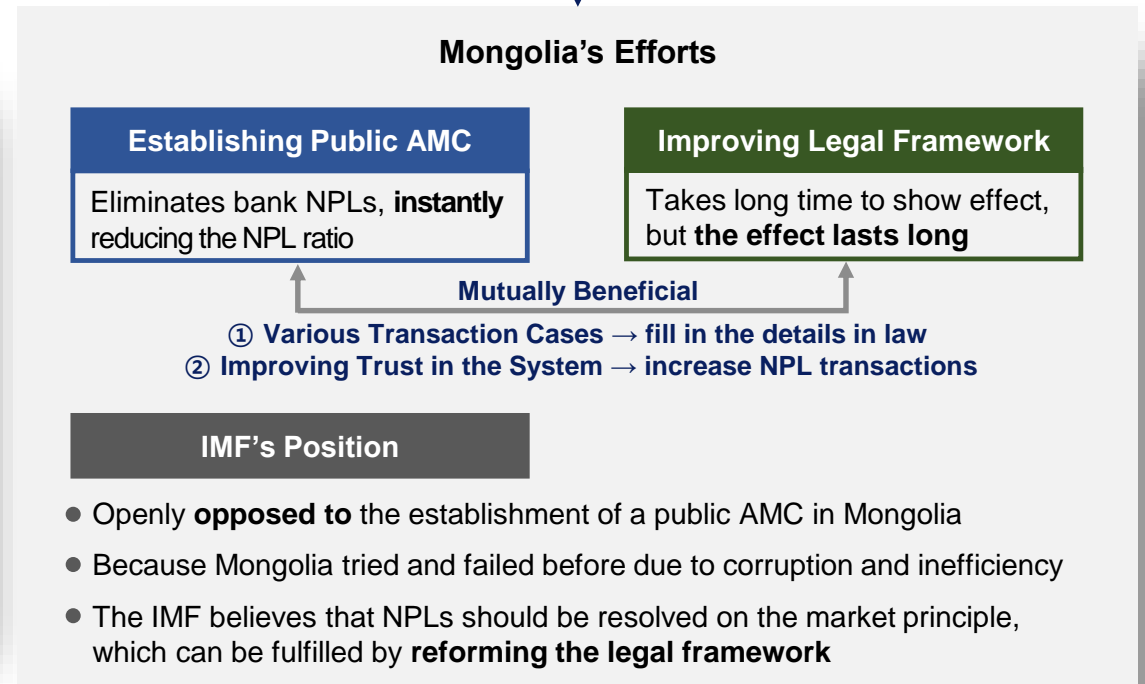 Mongolia's Efforts
Establishing Public AMC
Eliminates bank NPLs, instantly
reducing the NPL ratio
Improving Legal Framework
Takes long time to show effect,
but the effect lasts long
Mutually Beneficial
① Various Transaction Cases → fill in the details in law
② Improving Trust in the System → increase NPL transactions
IMF's Position
● Openly opposed to the establishment of a public AMC in Mongolia
● Because Mongolia tried and failed before due to corruption and inefficiency
● The IMF believes that NPLs should be resolved on the market principle,
which can be fulfilled by reforming the legal framework